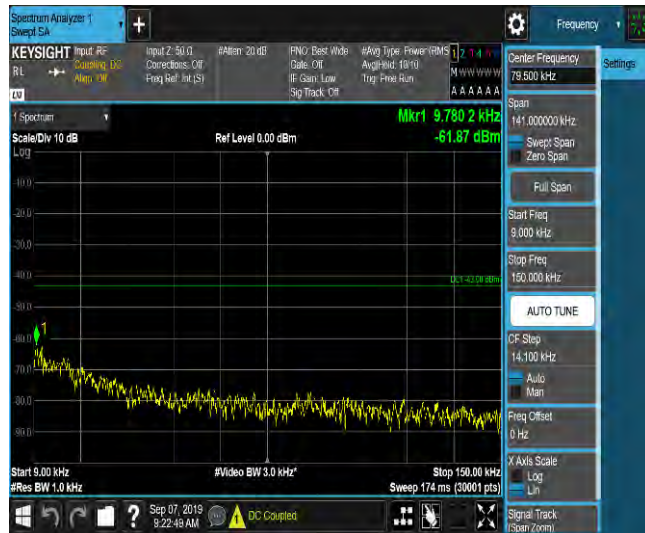 Spectrum Analyzer 1
Swept SA
Frequency
KEYSIGHT
RL
Input: RF
Coupling: DC
Align: Off
Input Z: 50 Ω
Corrections: Off
Freq Ref: Int (S)
#Atten: 20 dB
PNO: Best Wide
Gate: Off
IF Gain: Low
Sig Track: Off
#Avg Type: Power (RMS
Avg|Hold: 10/10
Trig: Free Run
1 2 3 4 5 6
M W W W W W
A A A A A A
Settings
Center Frequency
79.500 kHz
Span
141.000000 kHz
Swept Span
Zero Span
Full Span
Start Freq
9.000 kHz
Stop Freq
150.000 kHz
AUTO TUNE
CF Step
14.100 kHz
Auto
Man
Freq Offset
0 Hz
X Axis Scale
Log
Lin
Signal Track
(Span Zoom)
LV
1 Spectrum
Mkr1 9.780 2 kHz
Scale/Div 10 dB
Ref Level 0.00 dBm
-61.87 dBm
Log
-10.0
-20.0
-30.0
-40.0
DL1 -43.00 dBm
-50.0
1
-60.0
-70.0
-80.0
-90.0
Start 9.00 kHz
#Video BW 3.0 kHz*
Stop 150.00 kHz
#Res BW 1.0 kHz
Sweep 174 ms (30001 pts)
?
Sep 07, 2019
9:22:49 AM
DC Coupled